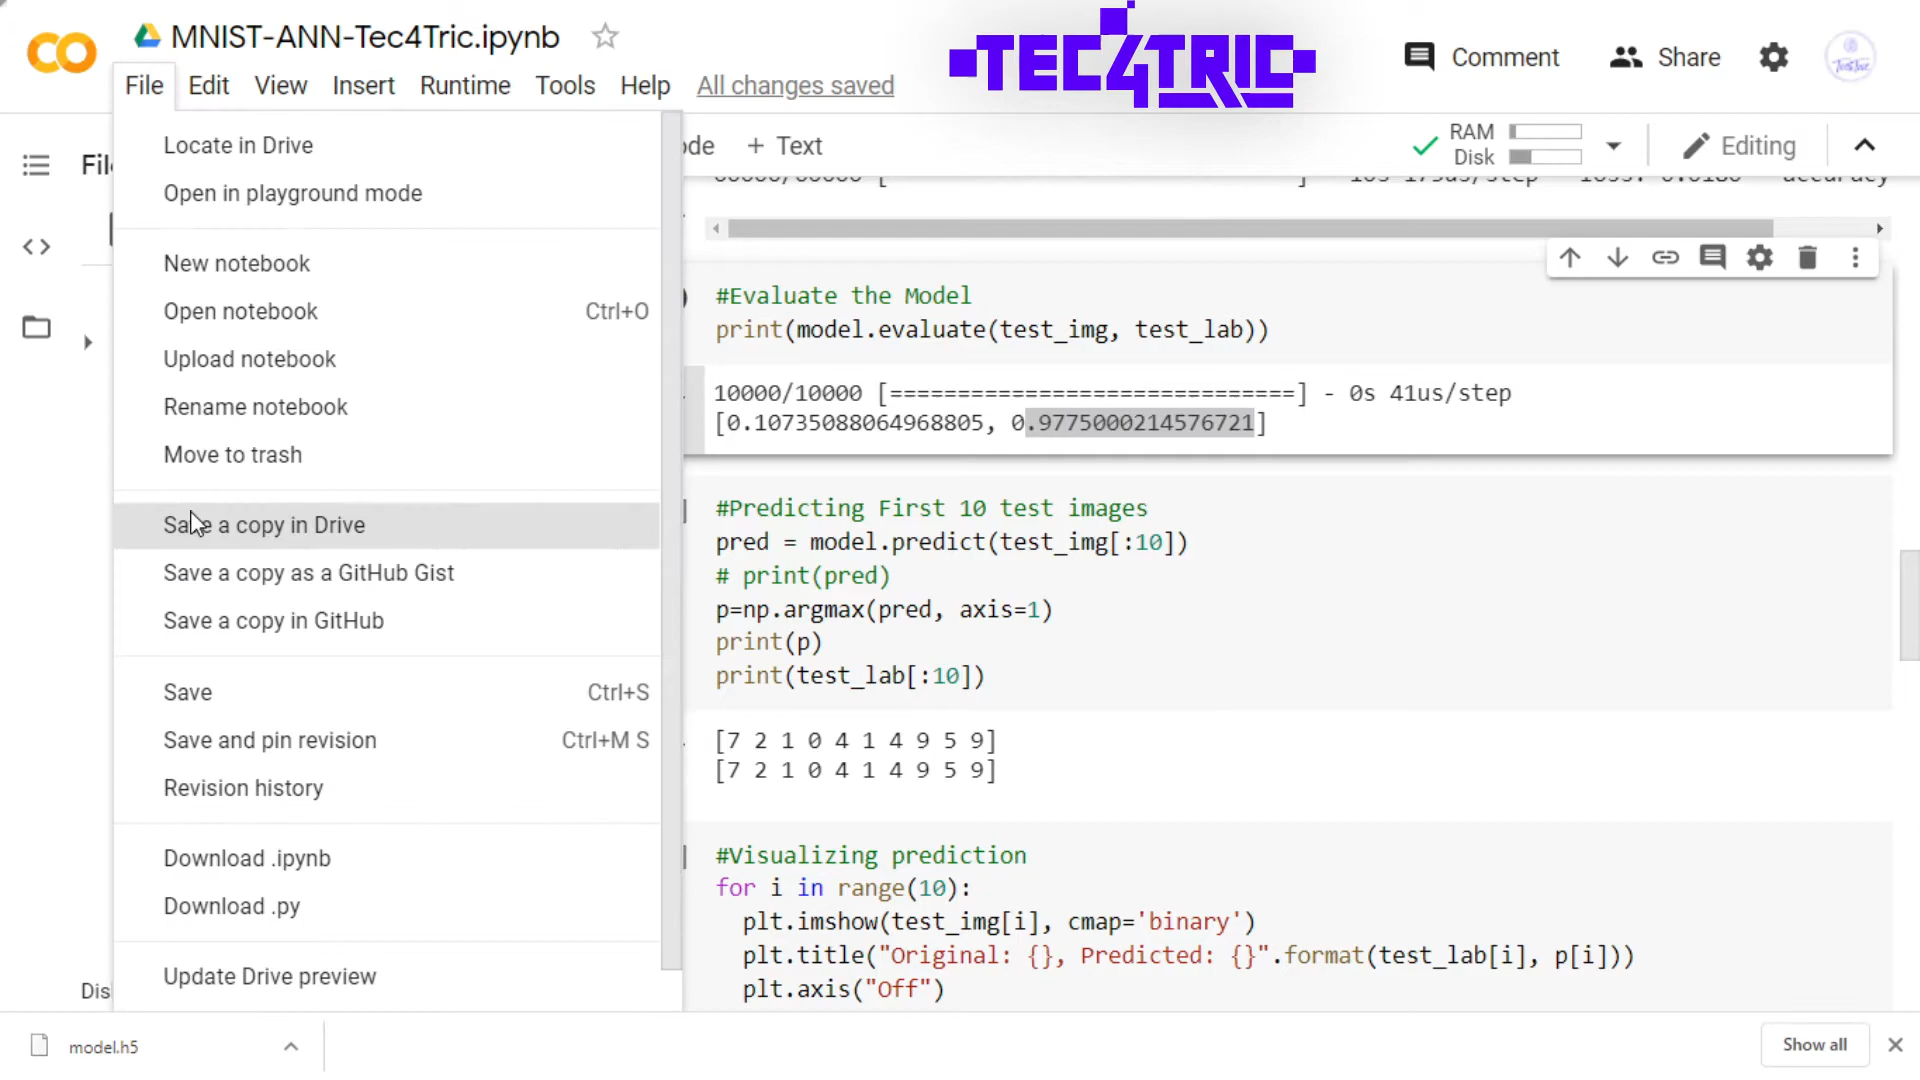 CO
MNIST-ANN-Tec4Tric.ipynb
TEC4TRIC
Comment
Share
File Edit View Insert Runtime Tools Help All changes saved
+ Text
RAM
Disk
Editing
Locate in Drive
Open in playground mode
New notebook
Open notebook Ctrl+O
Upload notebook
Rename notebook
Move to trash
Save a copy in Drive
Save a copy as a GitHub Gist
Save a copy in GitHub
Save Ctrl+S
Save and pin revision Ctrl+M S
Revision history
Download .ipynb
Download .py
Update Drive preview
#Evaluate the Model
print(model.evaluate(test_img, test_lab))
10000/10000 [==============================] - 0s 41us/step
[0.10735088064968805, 0.9775000214576721]
#Predicting First 10 test images
pred = model.predict(test_img[:10])
# print(pred)
p=np.argmax(pred, axis=1)
print(p)
print(test_lab[:10])
[7 2 1 0 4 1 4 9 5 9]
[7 2 1 0 4 1 4 9 5 9]
#Visualizing prediction
for i in range(10):
plt.imshow(test_img[i], cmap='binary')
plt.title("Original: {}, Predicted: {}".format(test_lab[i], p[i]))
plt.axis("Off")
model.h5
Show all